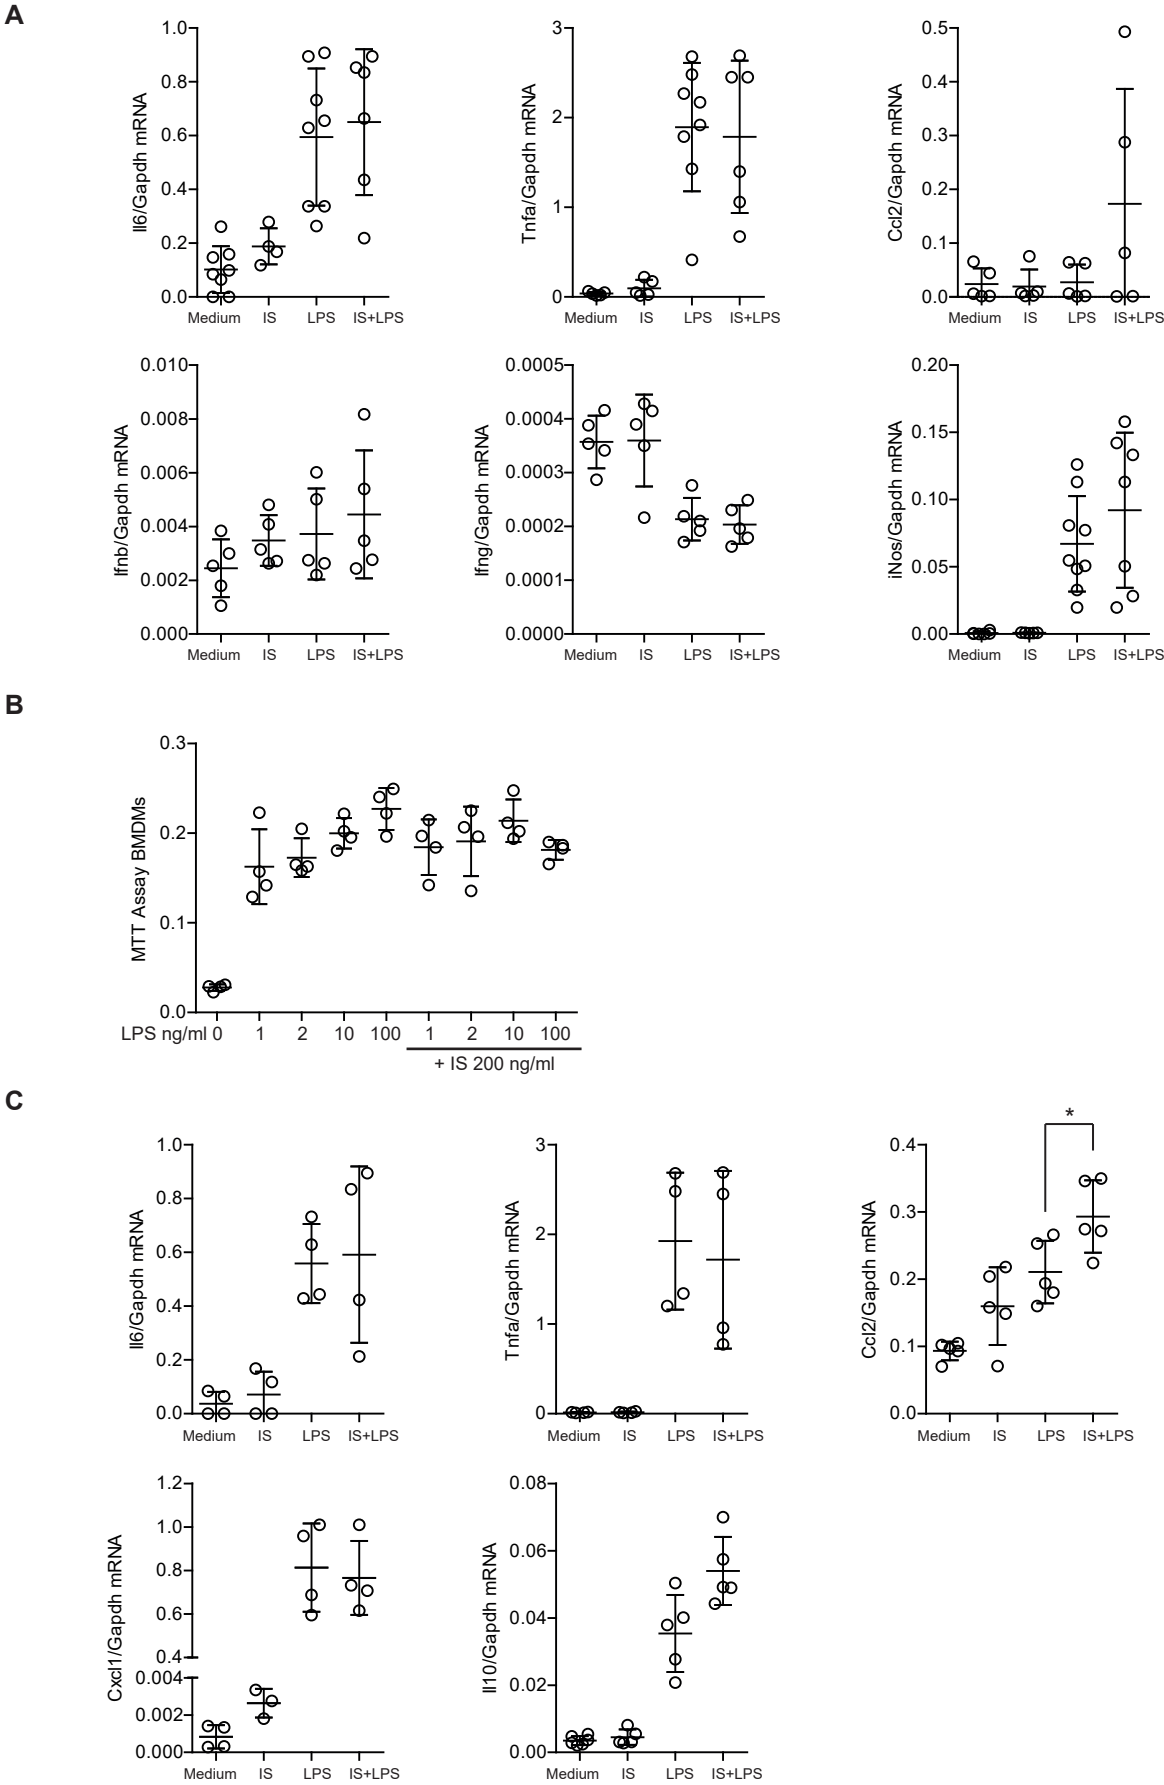 A
Il6/Gapdh mRNA
1.0
0.8
0.6
0.4
0.2
0.0
Medium IS LPS IS+LPS
Tnfa/Gapdh mRNA
3
2
1
0
Medium IS LPS IS+LPS
Ccl2/Gapdh mRNA
0.5
0.4
0.3
0.2
0.1
0.0
Medium IS LPS IS+LPS
Ifnb/Gapdh mRNA
0.010
0.008
0.006
0.004
0.002
0.000
Medium IS LPS IS+LPS
Ifng/Gapdh mRNA
0.0005
0.0004
0.0003
0.0002
0.0001
0.0000
Medium IS LPS IS+LPS
iNos/Gapdh mRNA
0.20
0.15
0.10
0.05
0.00
Medium IS LPS IS+LPS
B
MTT Assay BMDMs
0.3
0.2
0.1
0.0
LPS ng/ml 0 1 2 10 100 1 2 10 100
+ IS 200 ng/ml
C
Il6/Gapdh mRNA
1.0
0.8
0.6
0.4
0.2
0.0
Medium IS LPS IS+LPS
Tnfa/Gapdh mRNA
3
2
1
0
Medium IS LPS IS+LPS
*
Ccl2/Gapdh mRNA
0.4
0.3
0.2
0.1
0.0
Medium IS LPS IS+LPS
Cxcl1/Gapdh mRNA
1.2
1.0
0.8
0.6
0.4
0.004
0.002
0.000
Medium IS LPS IS+LPS
Il10/Gapdh mRNA
0.08
0.06
0.04
0.02
0.00
Medium IS LPS IS+LPS